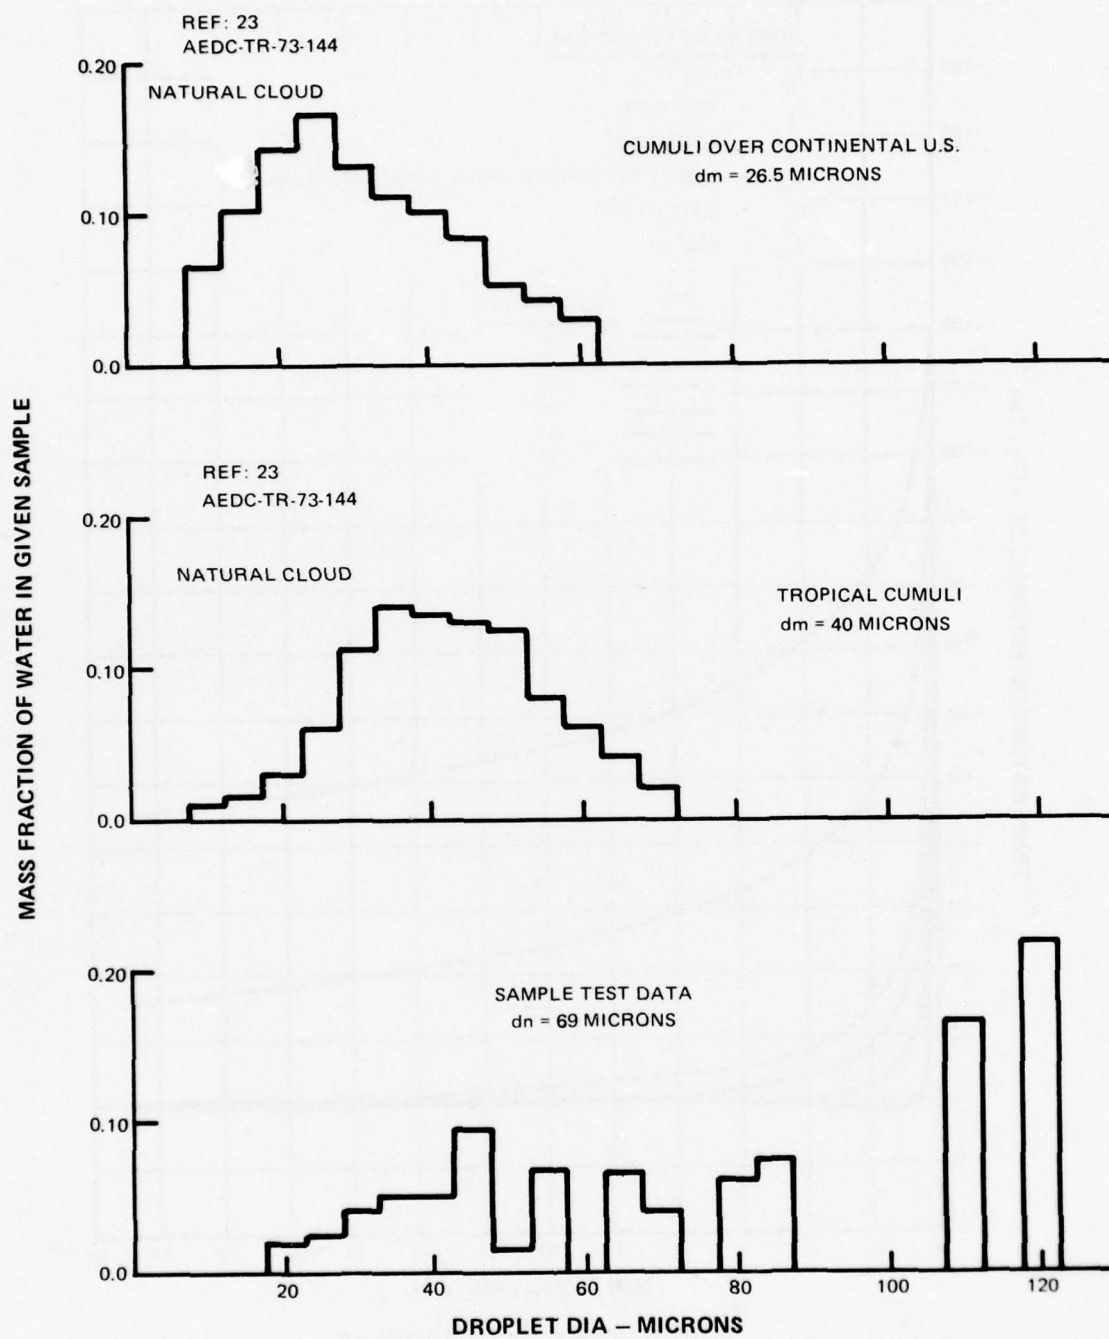 REF: 23
AEDC-TR-73-144
0.20
NATURAL CLOUD
CUMULI OVER CONTINENTAL U.S.
dm = 26.5 MICRONS
0.10
0.0
REF: 23
AEDC-TR-73-144
0.20
NATURAL CLOUD
TROPICAL CUMULI
dm = 40 MICRONS
0.10
0.0
MASS FRACTION OF WATER IN GIVEN SAMPLE
0.20
SAMPLE TEST DATA
dn = 69 MICRONS
0.10
0.0
20 40 60 80 100 120
DROPLET DIA – MICRONS